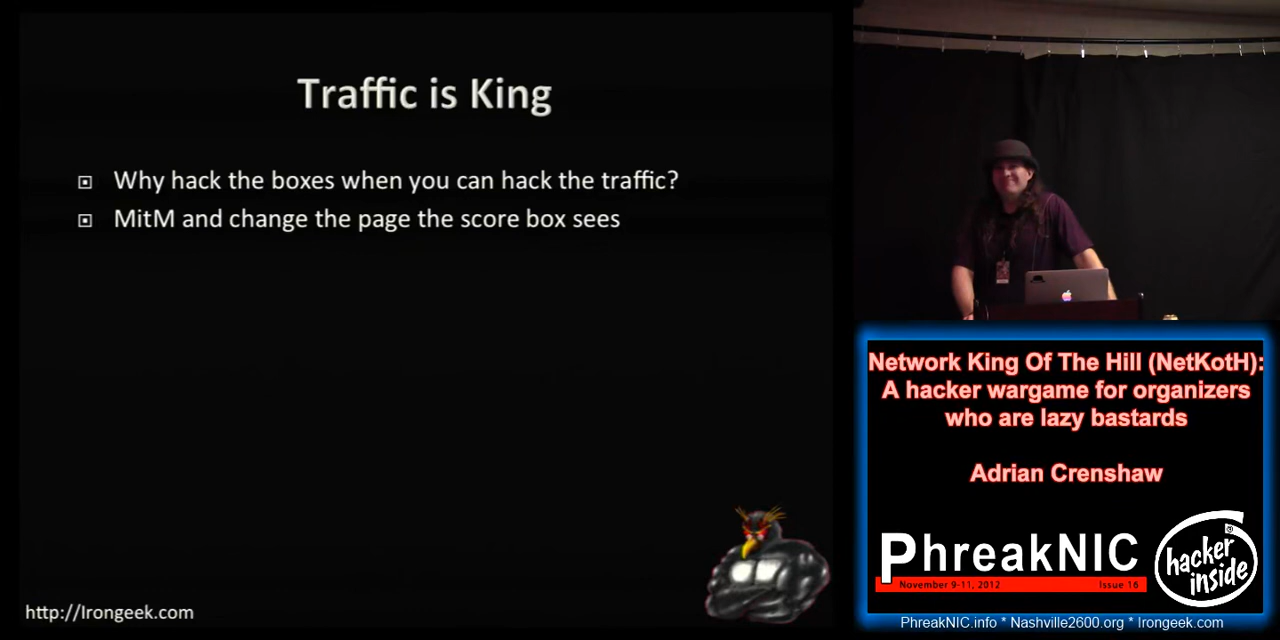 Traffic is King
Why hack the boxes when you can hack the traffic?
MitM and change the page the score box sees
http://Irongeek.com
Network King Of The Hill (NetKotH):
A hacker wargame for organizers
who are lazy bastards
Adrian Crenshaw
PhreakNIC
November 9-11, 2012 Issue 16
hacker
inside
PhreakNIC.info * Nashville2600.org * Irongeek.com